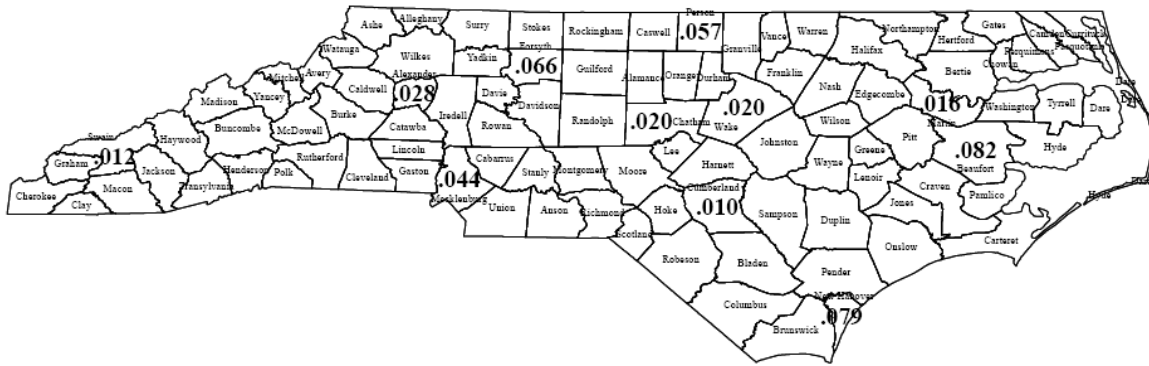 Ashe
Alleghany
Surry
Stokes
Rockingham
Caswell
Person
.057
Granville
Vance
Warren
Northampton
Gates
Hertford
Camden
Currituck
Pasquotank
Perquimans
Chowan
Watauga
Wilkes
Yadkin
Forsyth
.066
Guilford
Alamance
Orange
Durham
Franklin
Halifax
Bertie
Mitchell
Avery
Caldwell
Alexander
.028
Iredell
Davie
Davidson
Randolph
.020
Chatham
.020
Wake
Nash
Edgecombe
.016
Martin
Washington
Tyrrell
Dare
Dare
Madison
Yancey
Burke
McDowell
Catawba
Rowan
Johnston
Wilson
Pitt
.082
Beaufort
Hyde
Swain
.012
Haywood
Buncombe
Rutherford
Lincoln
Cabarrus
Lee
Harnett
Wayne
Greene
Lenoir
Craven
Pamlico
Hyde
Graham
Cherokee
Macon
Clay
Jackson
Transylvania
Henderson
Polk
Cleveland
Gaston
.044
Mecklenburg
Stanly
Montgomery
Moore
Cumberland
.010
Sampson
Duplin
Jones
Onslow
Carteret
Union
Anson
Richmond
Scotland
Hoke
Robeson
Bladen
Pender
Columbus
New Hanover
.079
Brunswick